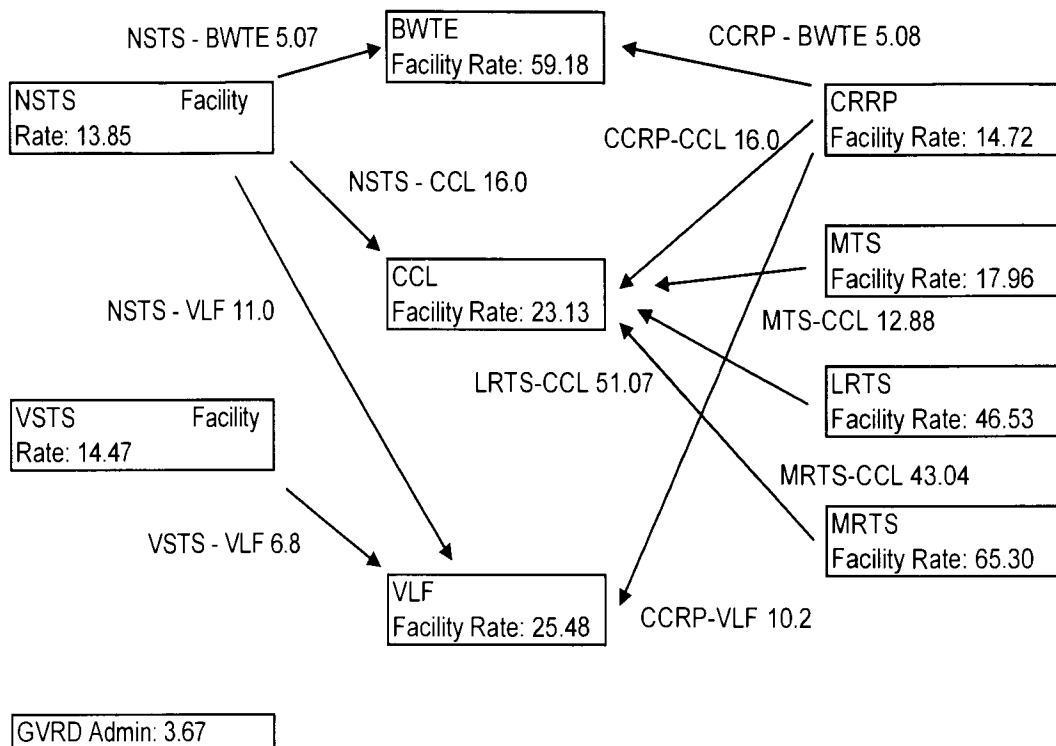 NSTS - BWTE 5.07
BWTE
Facility Rate: 59.18
CCRP - BWTE 5.08
NSTS Facility
Rate: 13.85
CRRP
Facility Rate: 14.72
CCRP-CCL 16.0
NSTS - CCL 16.0
MTS
Facility Rate: 17.96
CCL
Facility Rate: 23.13
NSTS - VLF 11.0
MTS-CCL 12.88
LRTS-CCL 51.07
LRTS
Facility Rate: 46.53
VSTS Facility
Rate: 14.47
MRTS-CCL 43.04
MRTS
Facility Rate: 65.30
VSTS - VLF 6.8
VLF
Facility Rate: 25.48
CCRP-VLF 10.2
GVRD Admin: 3.67